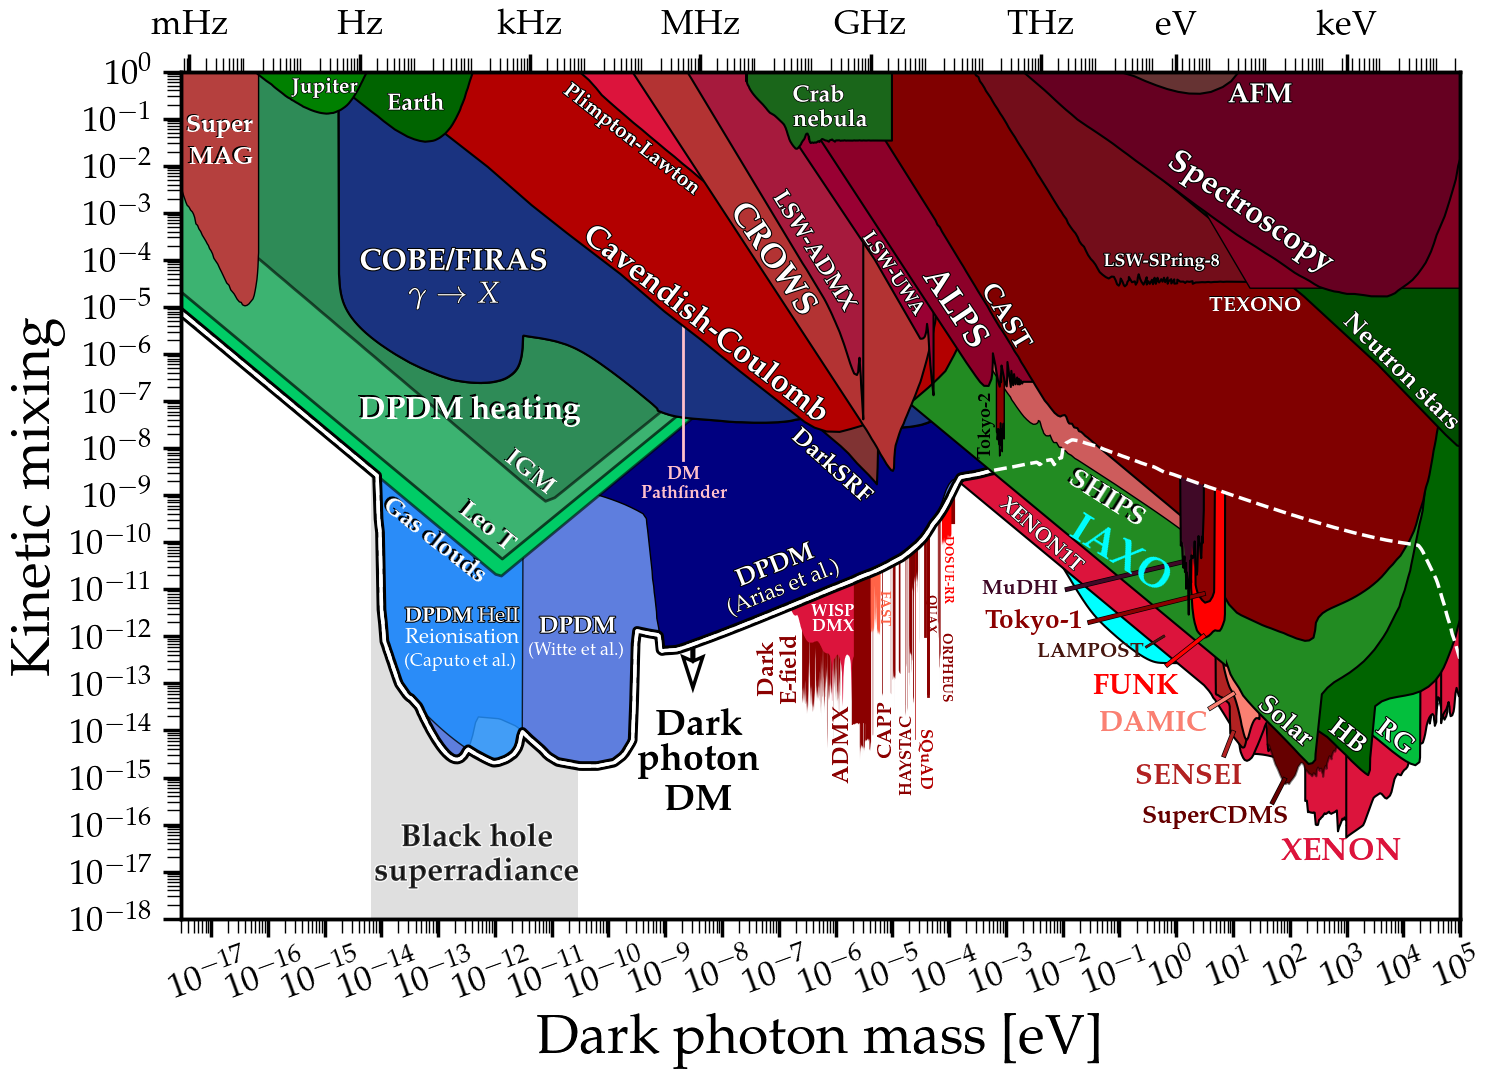 mHz Hz kHz MHz GHz THz eV keV
Kinetic mixing
10^0
10^−1
10^−2
10^−3
10^−4
10^−5
10^−6
10^−7
10^−8
10^−9
10^−10
10^−11
10^−12
10^−13
10^−14
10^−15
10^−16
10^−17
10^−18
Super
MAG
Jupiter
Earth
Plimpton-Lawton
Crab
nebula
AFM
COBE/FIRAS
γ → X
Cavendish-Coulomb
CROWS
LSW-ADMX
LSW-UWA
ALPS
CAST
LSW-SPring-8
Spectroscopy
TEXONO
Neutron stars
DPDM heating
IGM
Leo T
Gas clouds
DM
Pathfinder
DarkSRF
Tokyo-2
SHIPS
XENON1T
IAXO
DPDM
(Arias et al.)
DPDM HeII
Reionisation
(Caputo et al.)
DPDM
(Witte et al.)
WISP
DMX
FAST
QUAX
DOSUE-RR
ORPHEUS
Dark
E-field
ADMX
CAPP
HAYSTAC
SQuAD
MuDHI
Tokyo-1
LAMPOST
FUNK
DAMIC
SENSEI
SuperCDMS
XENON
Solar
HB
RG
Dark
photon
DM
Black hole
superradiance
10^−17 10^−16 10^−15 10^−14 10^−13 10^−12 10^−11 10^−10 10^−9 10^−8 10^−7 10^−6 10^−5 10^−4 10^−3 10^−2 10^−1 10^0 10^1 10^2 10^3 10^4 10^5
Dark photon mass [eV]